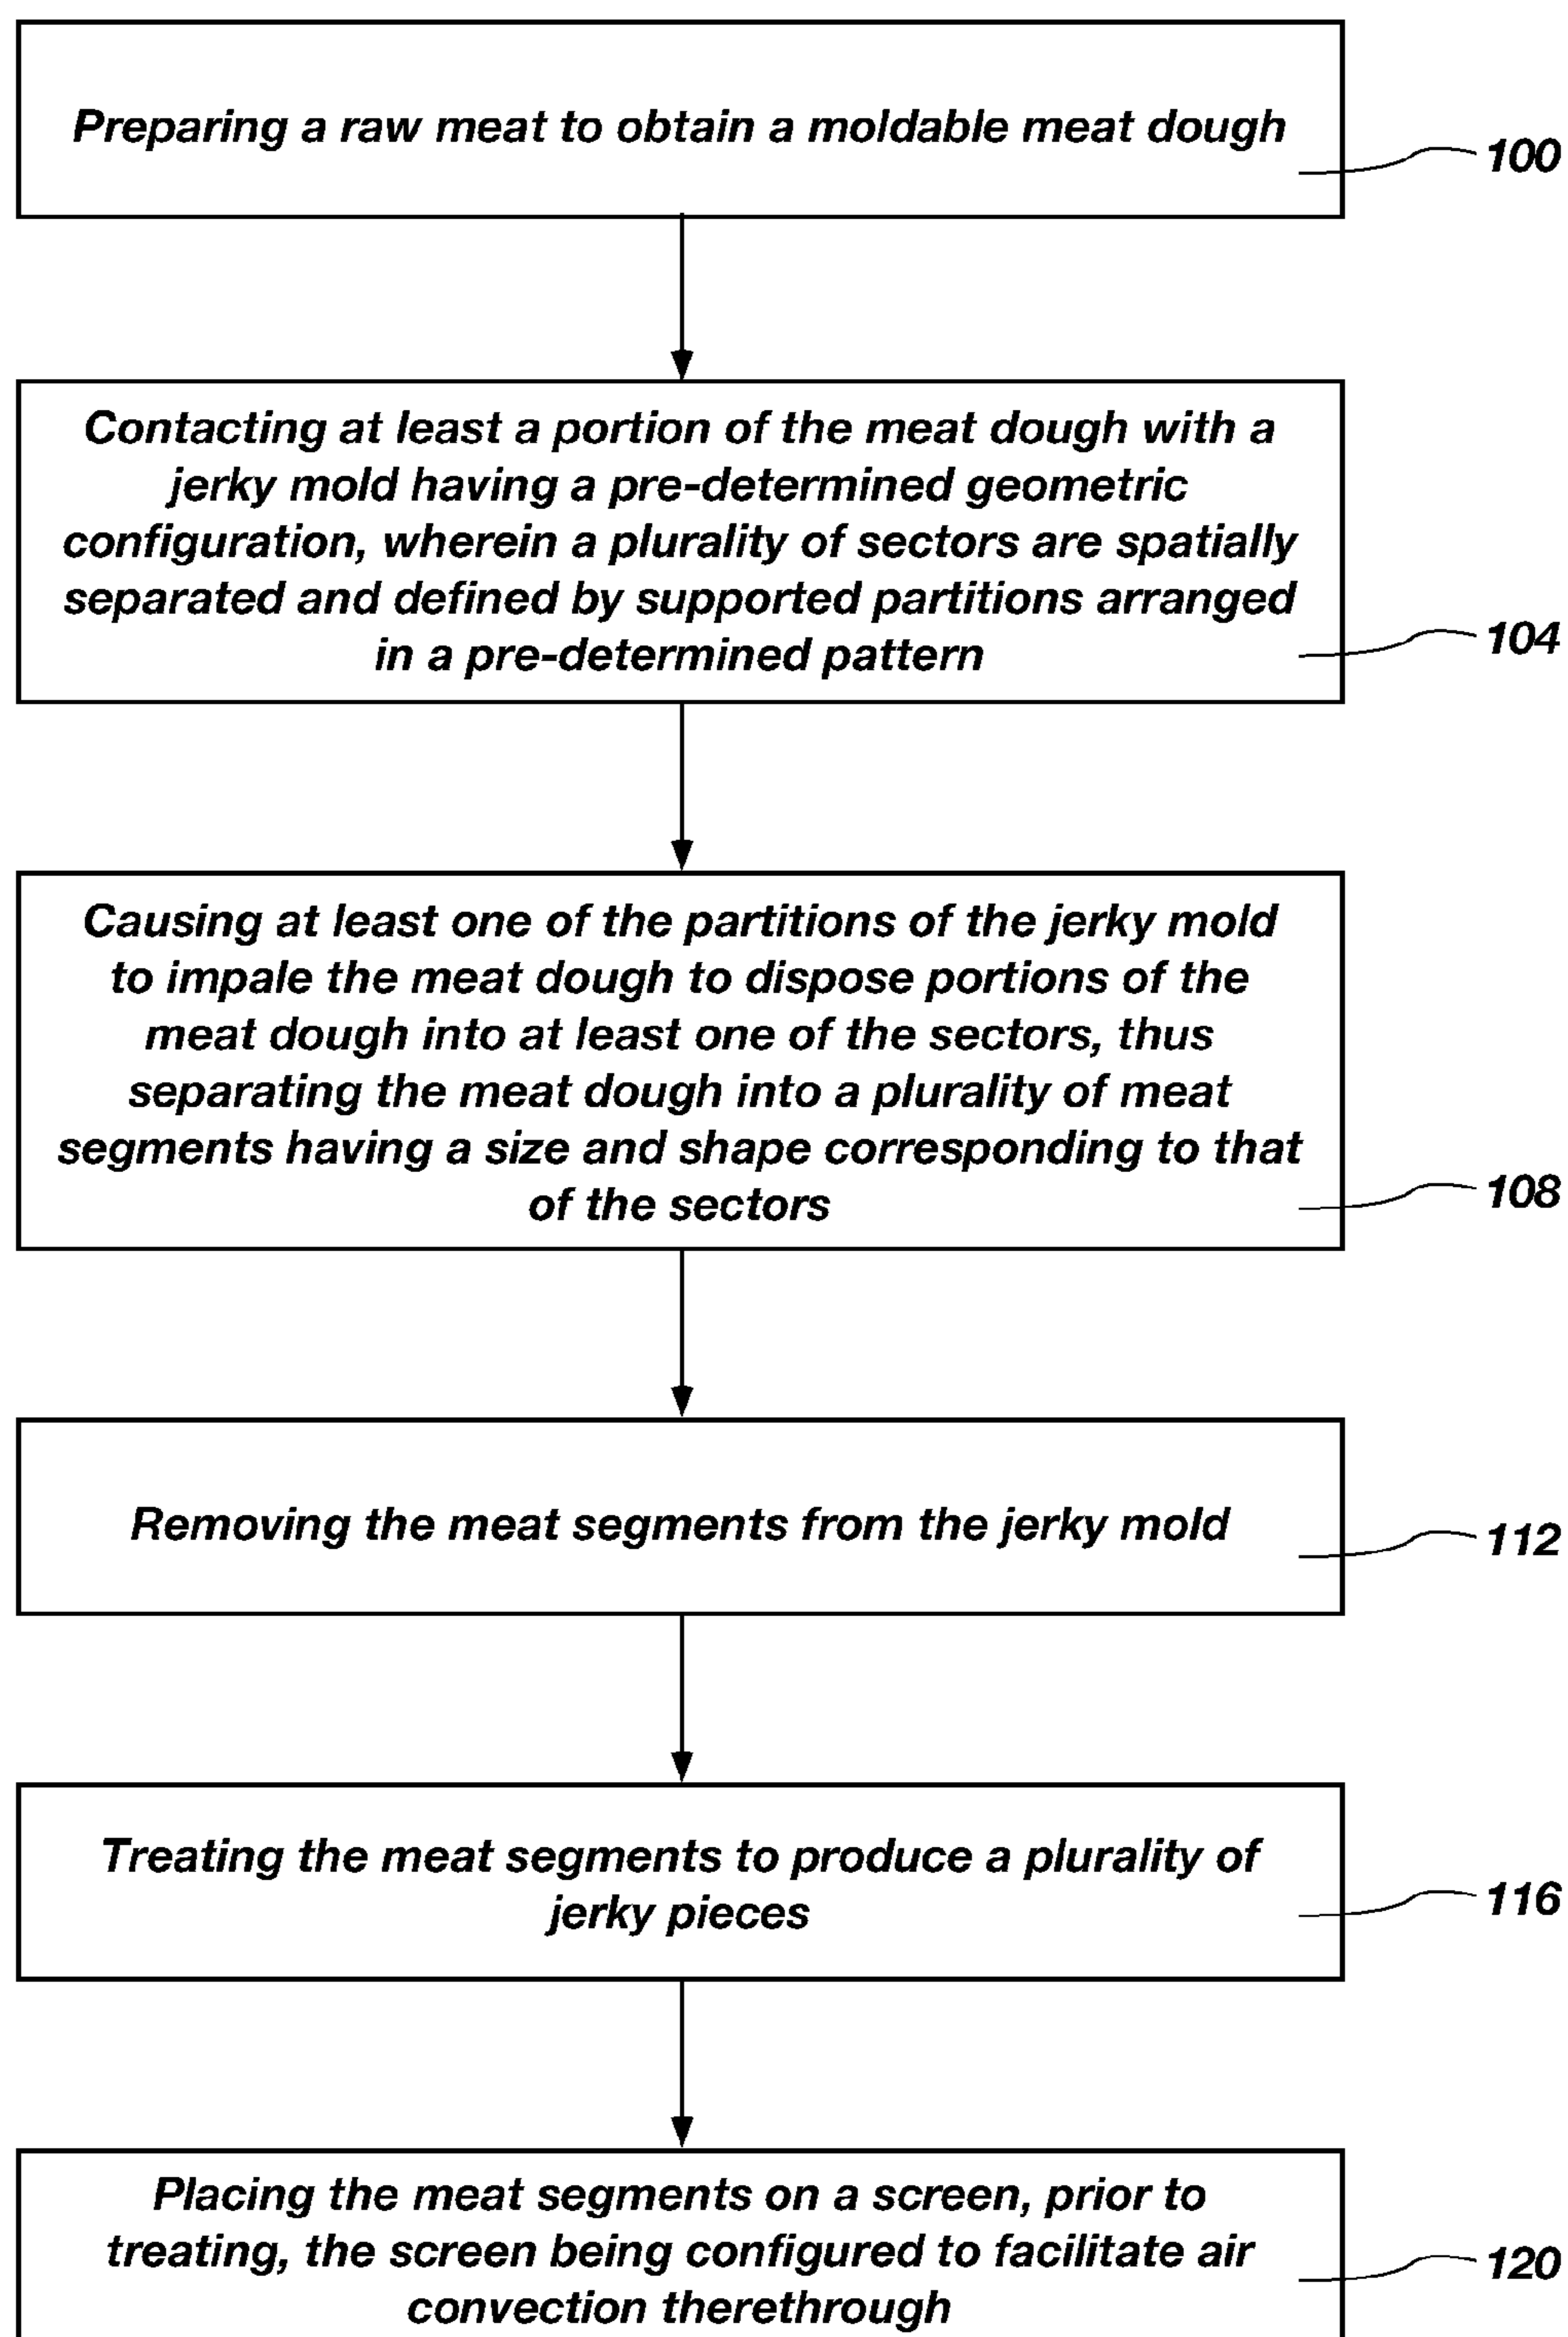 Preparing a raw meat to obtain a moldable meat dough
100
Contacting at least a portion of the meat dough with a
jerky mold having a pre-determined geometric
configuration, wherein a plurality of sectors are spatially
separated and defined by supported partitions arranged
in a pre-determined pattern
104
Causing at least one of the partitions of the jerky mold
to impale the meat dough to dispose portions of the
meat dough into at least one of the sectors, thus
separating the meat dough into a plurality of meat
segments having a size and shape corresponding to that
of the sectors
108
Removing the meat segments from the jerky mold
112
Treating the meat segments to produce a plurality of
jerky pieces
116
Placing the meat segments on a screen, prior to
treating, the screen being configured to facilitate air
convection therethrough
120